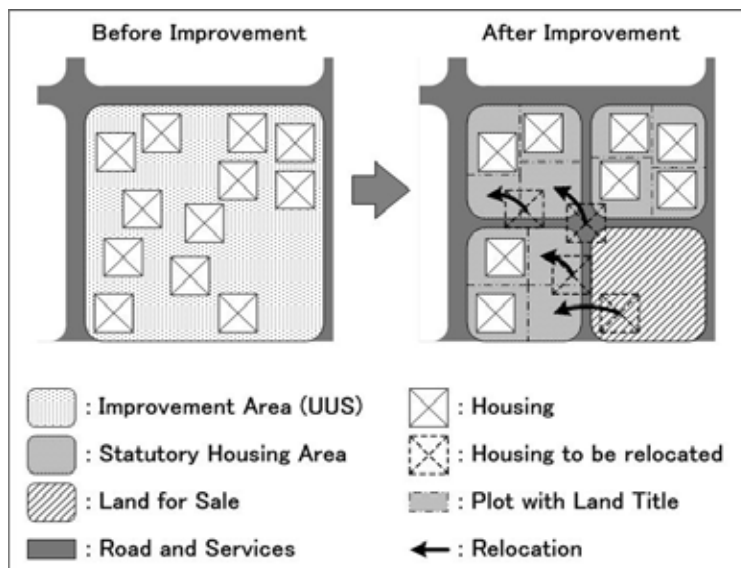 Before Improvement
After Improvement
: Improvement Area (UUS)
: Housing
: Statutory Housing Area
: Housing to be relocated
: Land for Sale
: Plot with Land Title
: Road and Services
: Relocation